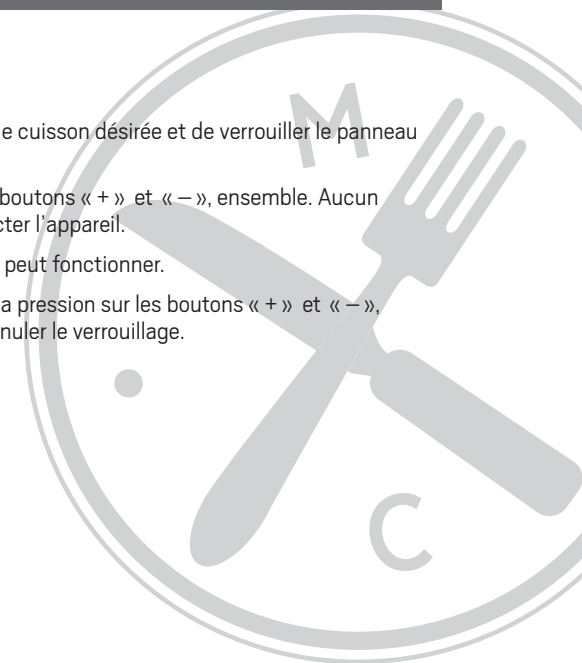 e cuisson désirée et de verrouiller le panneau
boutons « + » et « – », ensemble. Aucun
cter l’appareil.
peut fonctionner.
a pression sur les boutons « + » et « – »,
nuler le verrouillage.
M
C